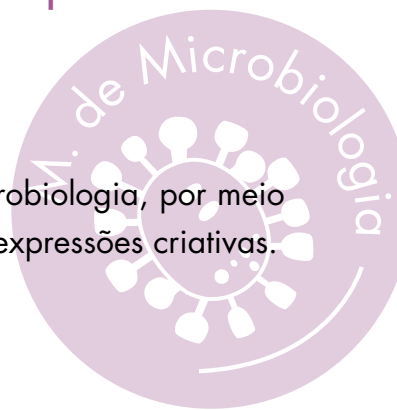 M. de Microbiologia
robiologia, por meio
expressões criativas.